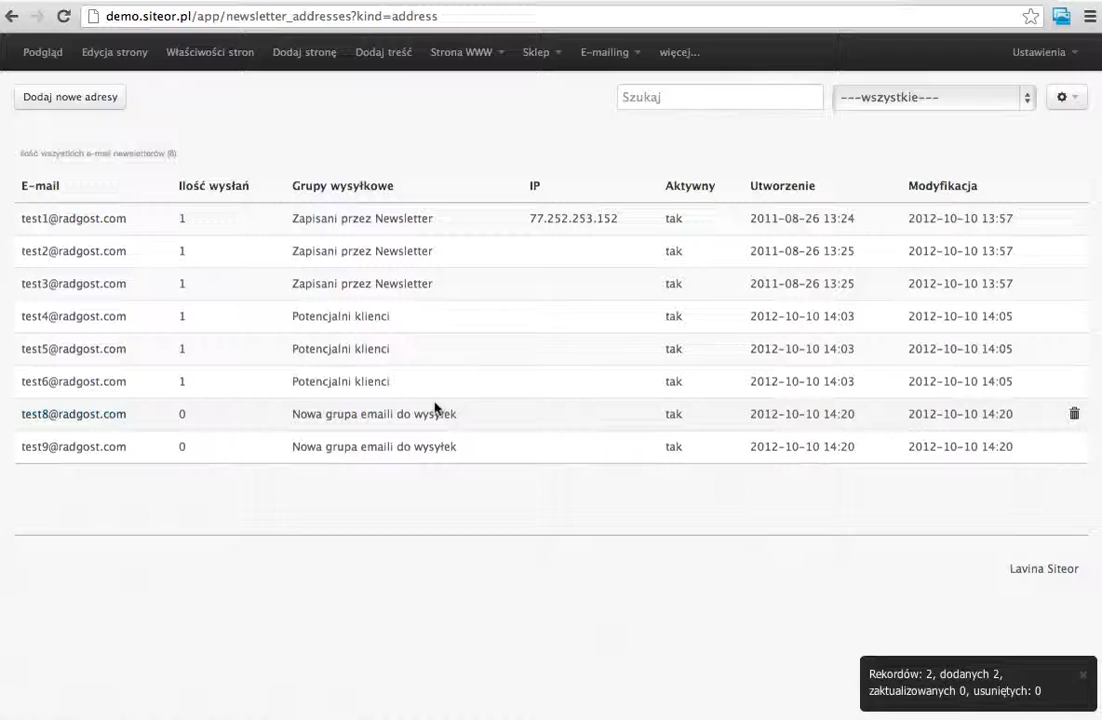 demo.siteor.pl/app/newsletter_addresses?kind=address
Podgląd Edycja strony Właściwości stron Dodaj stronę Dodaj treść Strona WWW Sklep E-mailing więcej... Ustawienia
Dodaj nowe adresy Szukaj ---wszystkie---
Ilość wszystkich e-mail newsletterów (8)
E-mail Ilość wysłań Grupy wysyłkowe IP Aktywny Utworzenie Modyfikacja
test1@radgost.com 1 Zapisani przez Newsletter 77.252.253.152 tak 2011-08-26 13:24 2012-10-10 13:57
test2@radgost.com 1 Zapisani przez Newsletter tak 2011-08-26 13:25 2012-10-10 13:57
test3@radgost.com 1 Zapisani przez Newsletter tak 2011-08-26 13:25 2012-10-10 13:57
test4@radgost.com 1 Potencjalni klienci tak 2012-10-10 14:03 2012-10-10 14:05
test5@radgost.com 1 Potencjalni klienci tak 2012-10-10 14:03 2012-10-10 14:05
test6@radgost.com 1 Potencjalni klienci tak 2012-10-10 14:03 2012-10-10 14:05
test8@radgost.com 0 Nowa grupa emaili do wysyłek tak 2012-10-10 14:20 2012-10-10 14:20
test9@radgost.com 0 Nowa grupa emaili do wysyłek tak 2012-10-10 14:20 2012-10-10 14:20
Lavina Siteor
Rekordów: 2, dodanych 2,
zaktualizowanych 0, usuniętych: 0